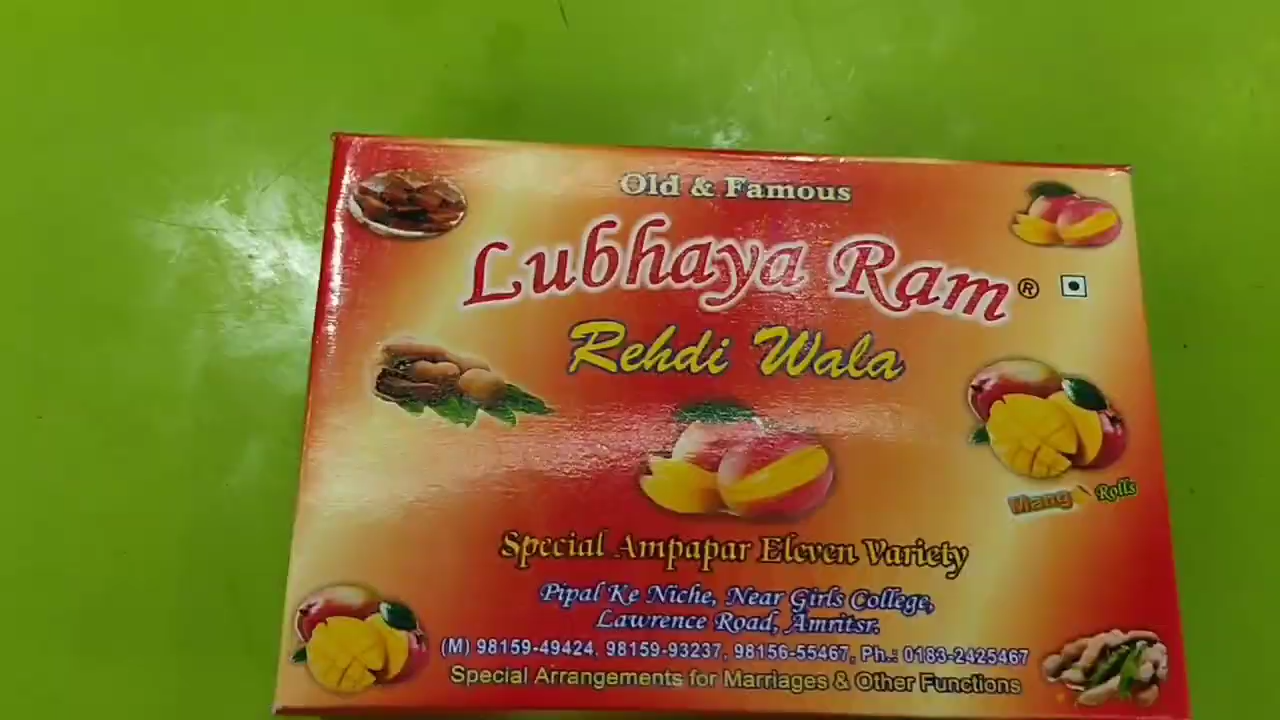 Old & Famous
Lubhaya Ram®
Rehdi Wala
Mango Rolls
Special Ampapar Eleven Variety
Pipal Ke Niche, Near Girls College,
Lawrence Road, Amritsr.
(M) 98159-49424, 98159-93237, 98156-55467, Ph.: 0183-2425467
Special Arrangements for Marriages & Other Functions